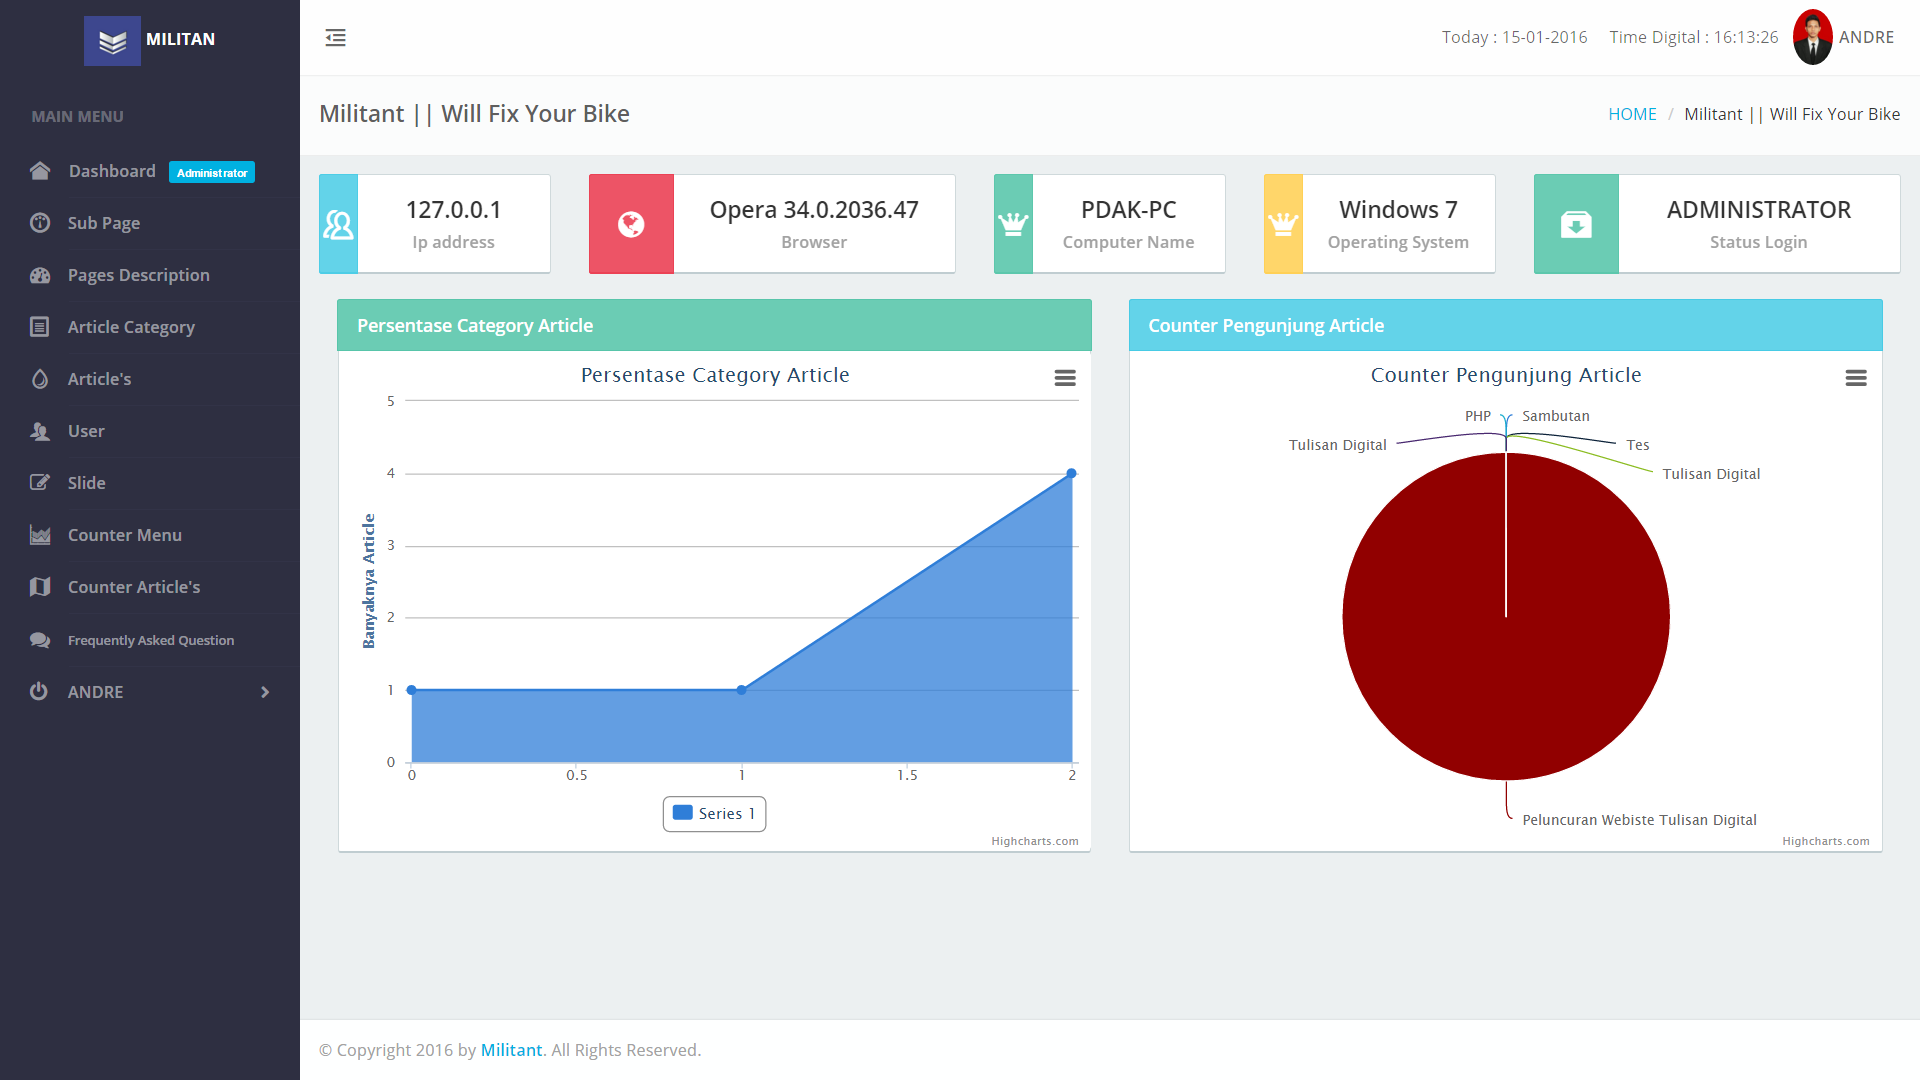 MILITAN
MAIN MENU
Dashboard Administrator
Sub Page
Pages Description
Article Category
Article's
User
Slide
Counter Menu
Counter Article's
Frequently Asked Question
ANDRE
Today : 15-01-2016 Time Digital : 16:13:26 ANDRE
Militant || Will Fix Your Bike
HOME / Militant || Will Fix Your Bike
127.0.0.1
Ip address
Opera 34.0.2036.47
Browser
PDAK-PC
Computer Name
Windows 7
Operating System
ADMINISTRATOR
Status Login
Persentase Category Article
Persentase Category Article
Banyaknya Article
5
4
3
2
1
0
0 0.5 1 1.5 2
Series 1
Highcharts.com
Counter Pengunjung Article
Counter Pengunjung Article
PHP Sambutan
Tulisan Digital Tes
Tulisan Digital
Peluncuran Webiste Tulisan Digital
Highcharts.com
© Copyright 2016 by Militant. All Rights Reserved.